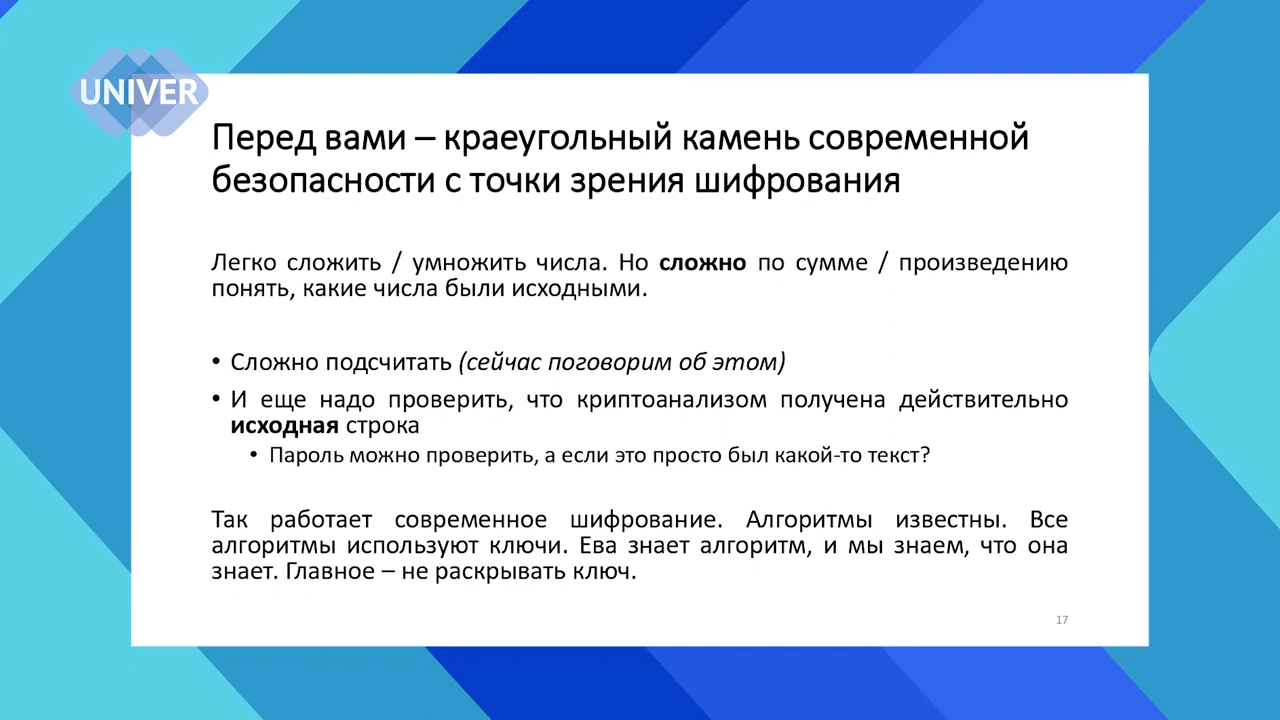 UNIVER
Перед вами – краеугольный камень современной
безопасности с точки зрения шифрования
Легко сложить / умножить числа. Но сложно по сумме / произведению
понять, какие числа были исходными.
• Сложно подсчитать (сейчас поговорим об этом)
• И еще надо проверить, что криптоанализом получена действительно
исходная строка
• Пароль можно проверить, а если это просто был какой-то текст?
Так работает современное шифрование. Алгоритмы известны. Все
алгоритмы используют ключи. Ева знает алгоритм, и мы знаем, что она
знает. Главное – не раскрывать ключ.
17